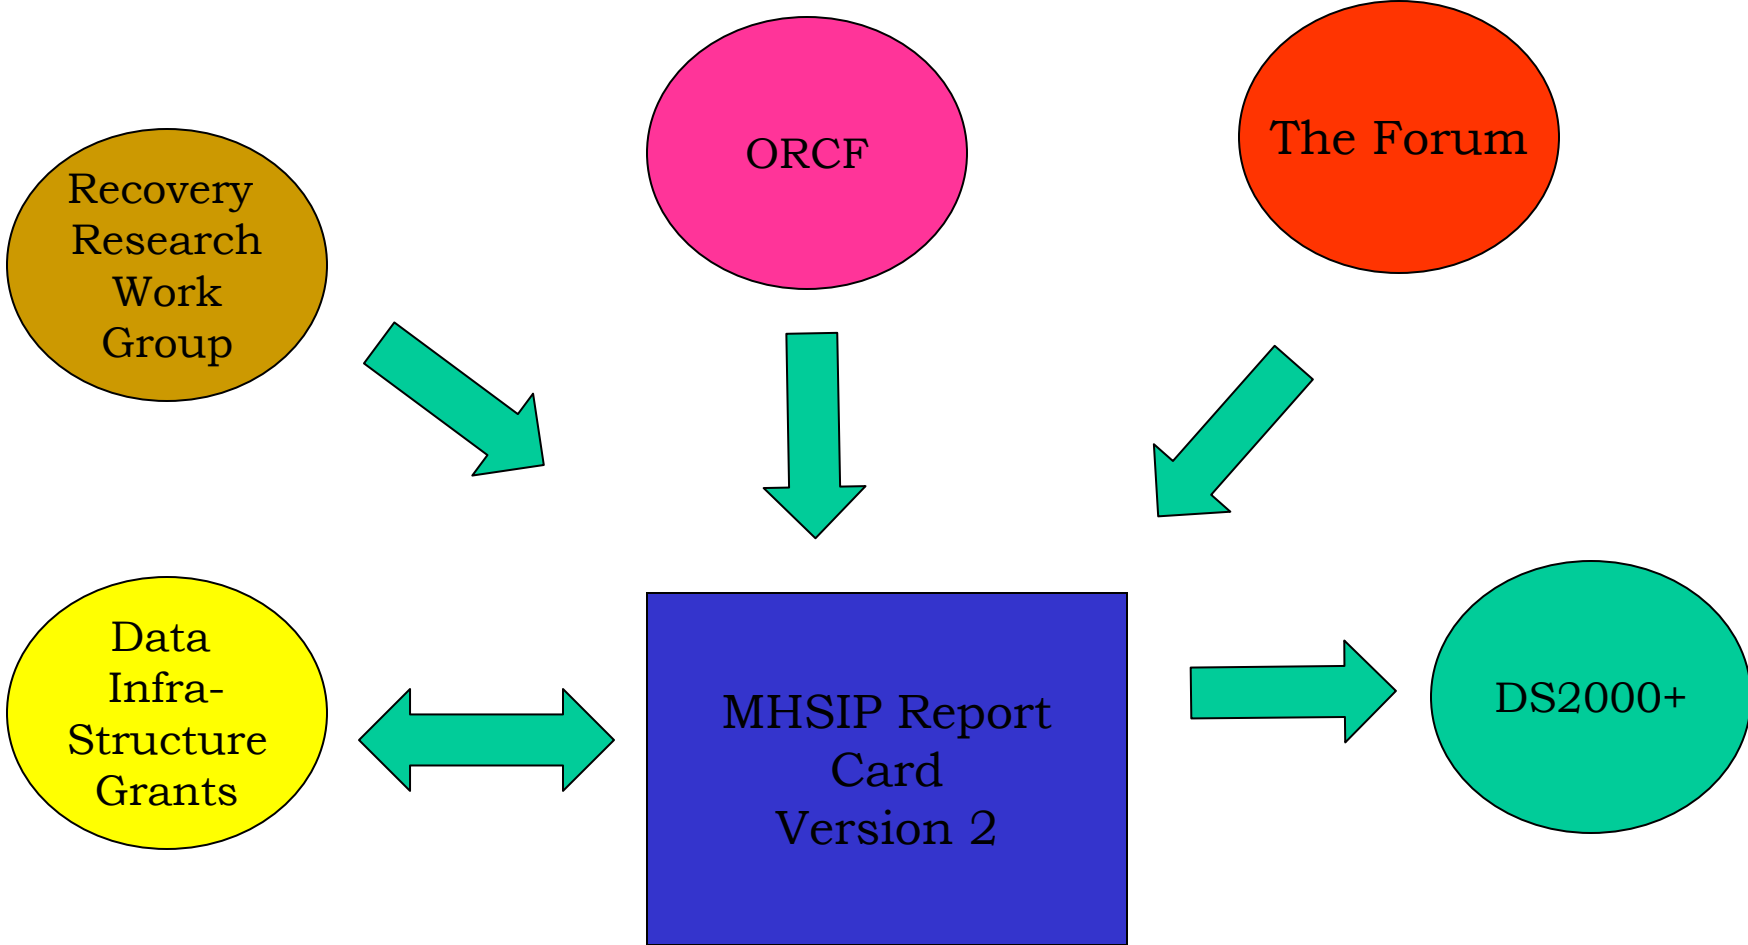 Recovery
Research
Work
Group
ORCF
The Forum
Data
Infra-
Structure
Grants
MHSIP Report
Card
Version 2
DS2000+